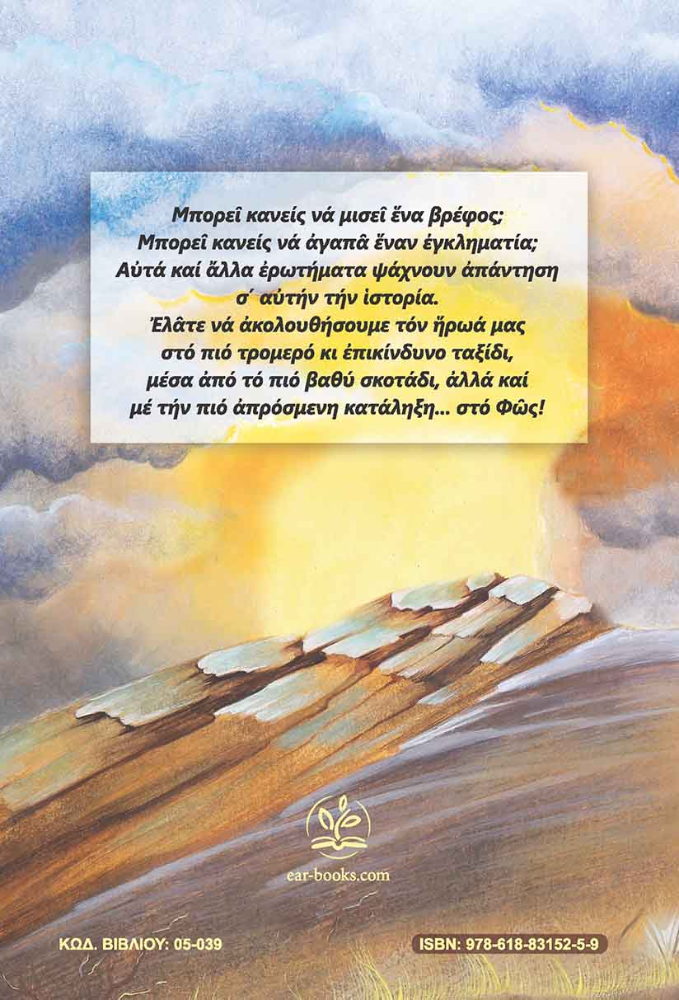 Μπορεῖ κανείς νά μισεῖ ἕνα βρέφος;
Μπορεῖ κανείς νά ἀγαπᾶ ἕναν ἐγκληματία;
Αὐτά καί ἄλλα ἐρωτήματα ψάχνουν ἀπάντηση
σ΄ αὐτήν τήν ἱστορία.
Ἐλᾶτε νά ἀκολουθήσουμε τόν ἥρωά μας
στό πιό τρομερό κι ἐπικίνδυνο ταξίδι,
μέσα ἀπό τό πιό βαθύ σκοτάδι, ἀλλά καί
μέ τήν πιό ἀπρόσμενη κατάληξη... στό Φῶς!
ear-books.com
ΚΩΔ. ΒΙΒΛΙΟΥ: 05-039
ISBN: 978-618-83152-5-9